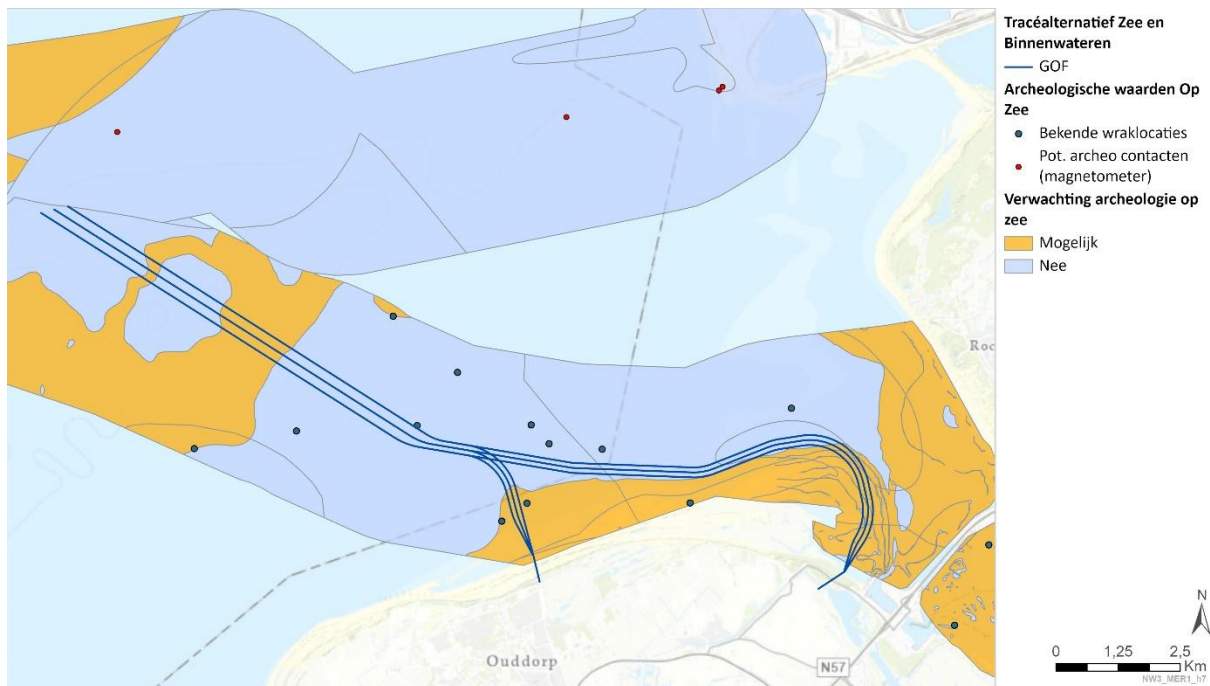 Tracéalternatief Zee en
Binnenwateren
GOF
Archeologische waarden Op
Zee
Bekende wraklocaties
Pot. archeo contacten
(magnetometer)
Verwachting archeologie op
zee
Mogelijk
Nee
Roc
Ouddorp
N57
N
0 1,25 2,5
Km
NW3_MER1_h7